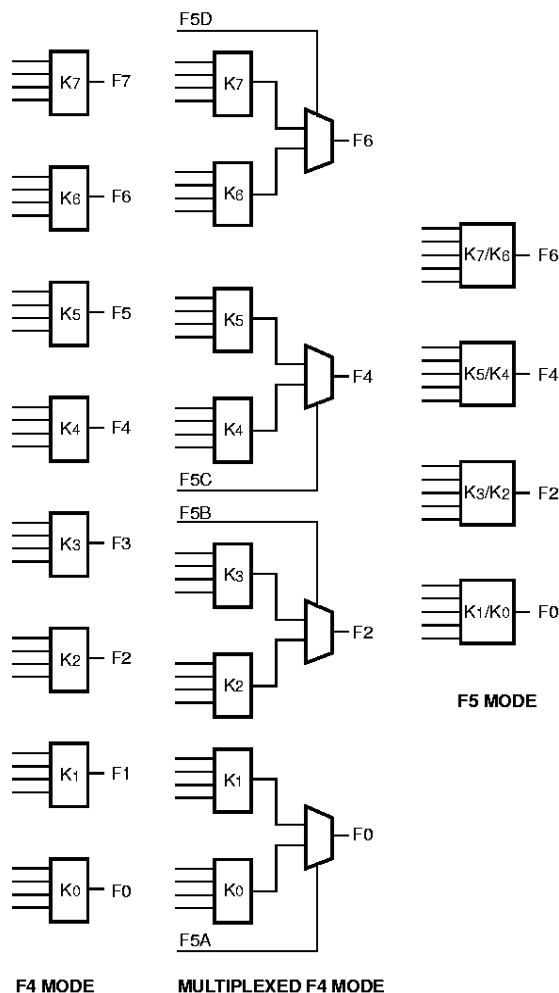 K7
F7
K6
F6
K5
F5
K4
F4
K3
F3
K2
F2
K1
F1
K0
F0
F4 MODE
F5D
K7
K6
F6
K5
K4
F4
F5C
F5B
K3
K2
F2
K1
K0
F0
F5A
MULTIPLEXED F4 MODE
K7/K6
F6
K5/K4
F4
K3/K2
F2
K1/K0
F0
F5 MODE